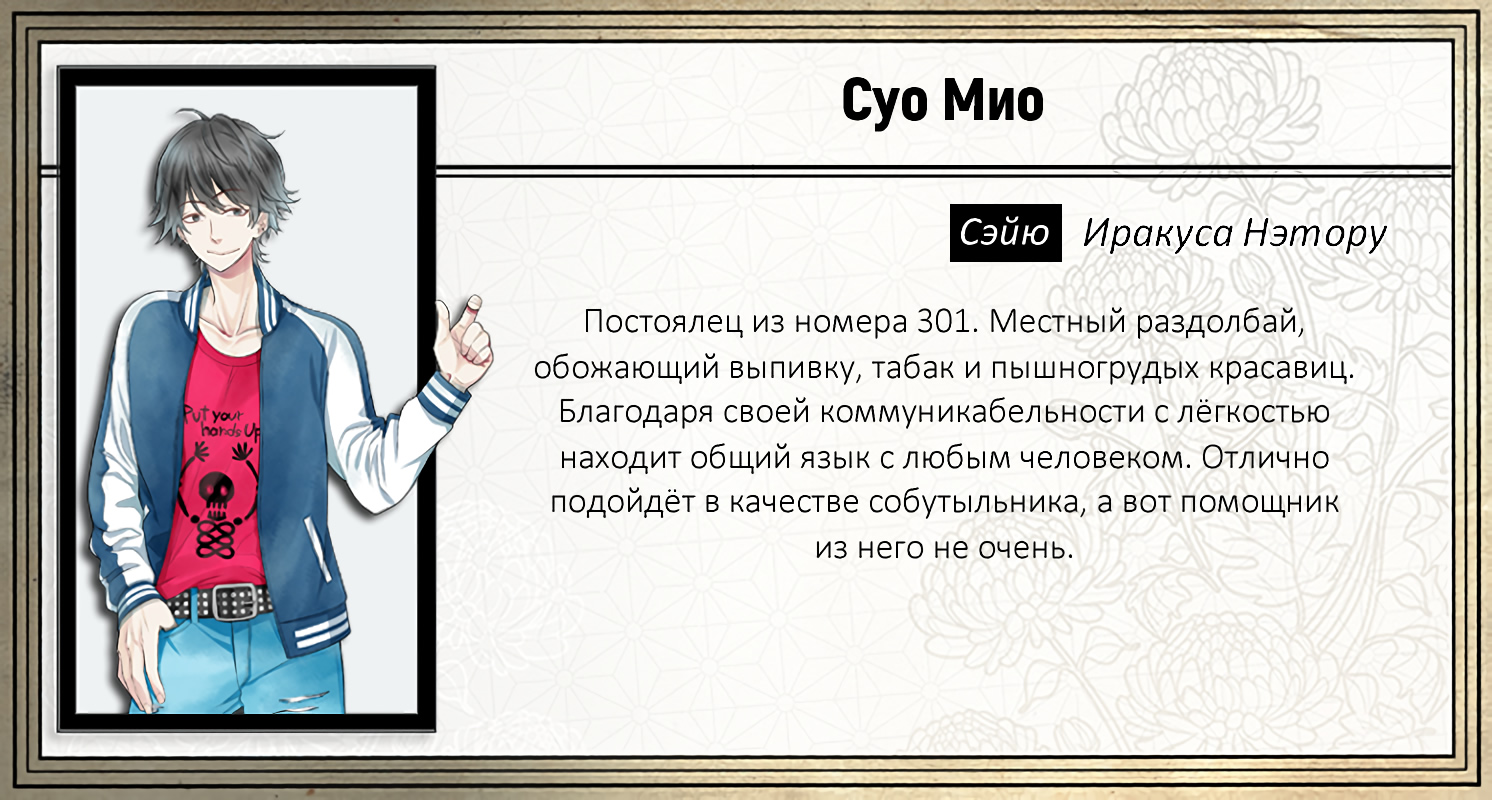 Суо Мио
Сэйю Иракуса Нэтору
Постоялец из номера 301. Местный раздолбай,
обожающий выпивку, табак и пышногрудых красавиц.
Благодаря своей коммуникабельности с лёгкостью
находит общий язык с любым человеком. Отлично
подойдёт в качестве собутыльника, а вот помощник
из него не очень.
Put your
hands Up